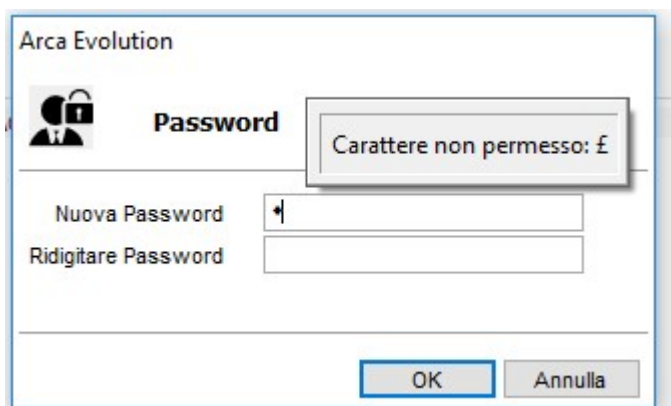 Arca Evolution
Password
Carattere non permesso: £
Nuova Password
Ridigitare Password
OK
Annulla